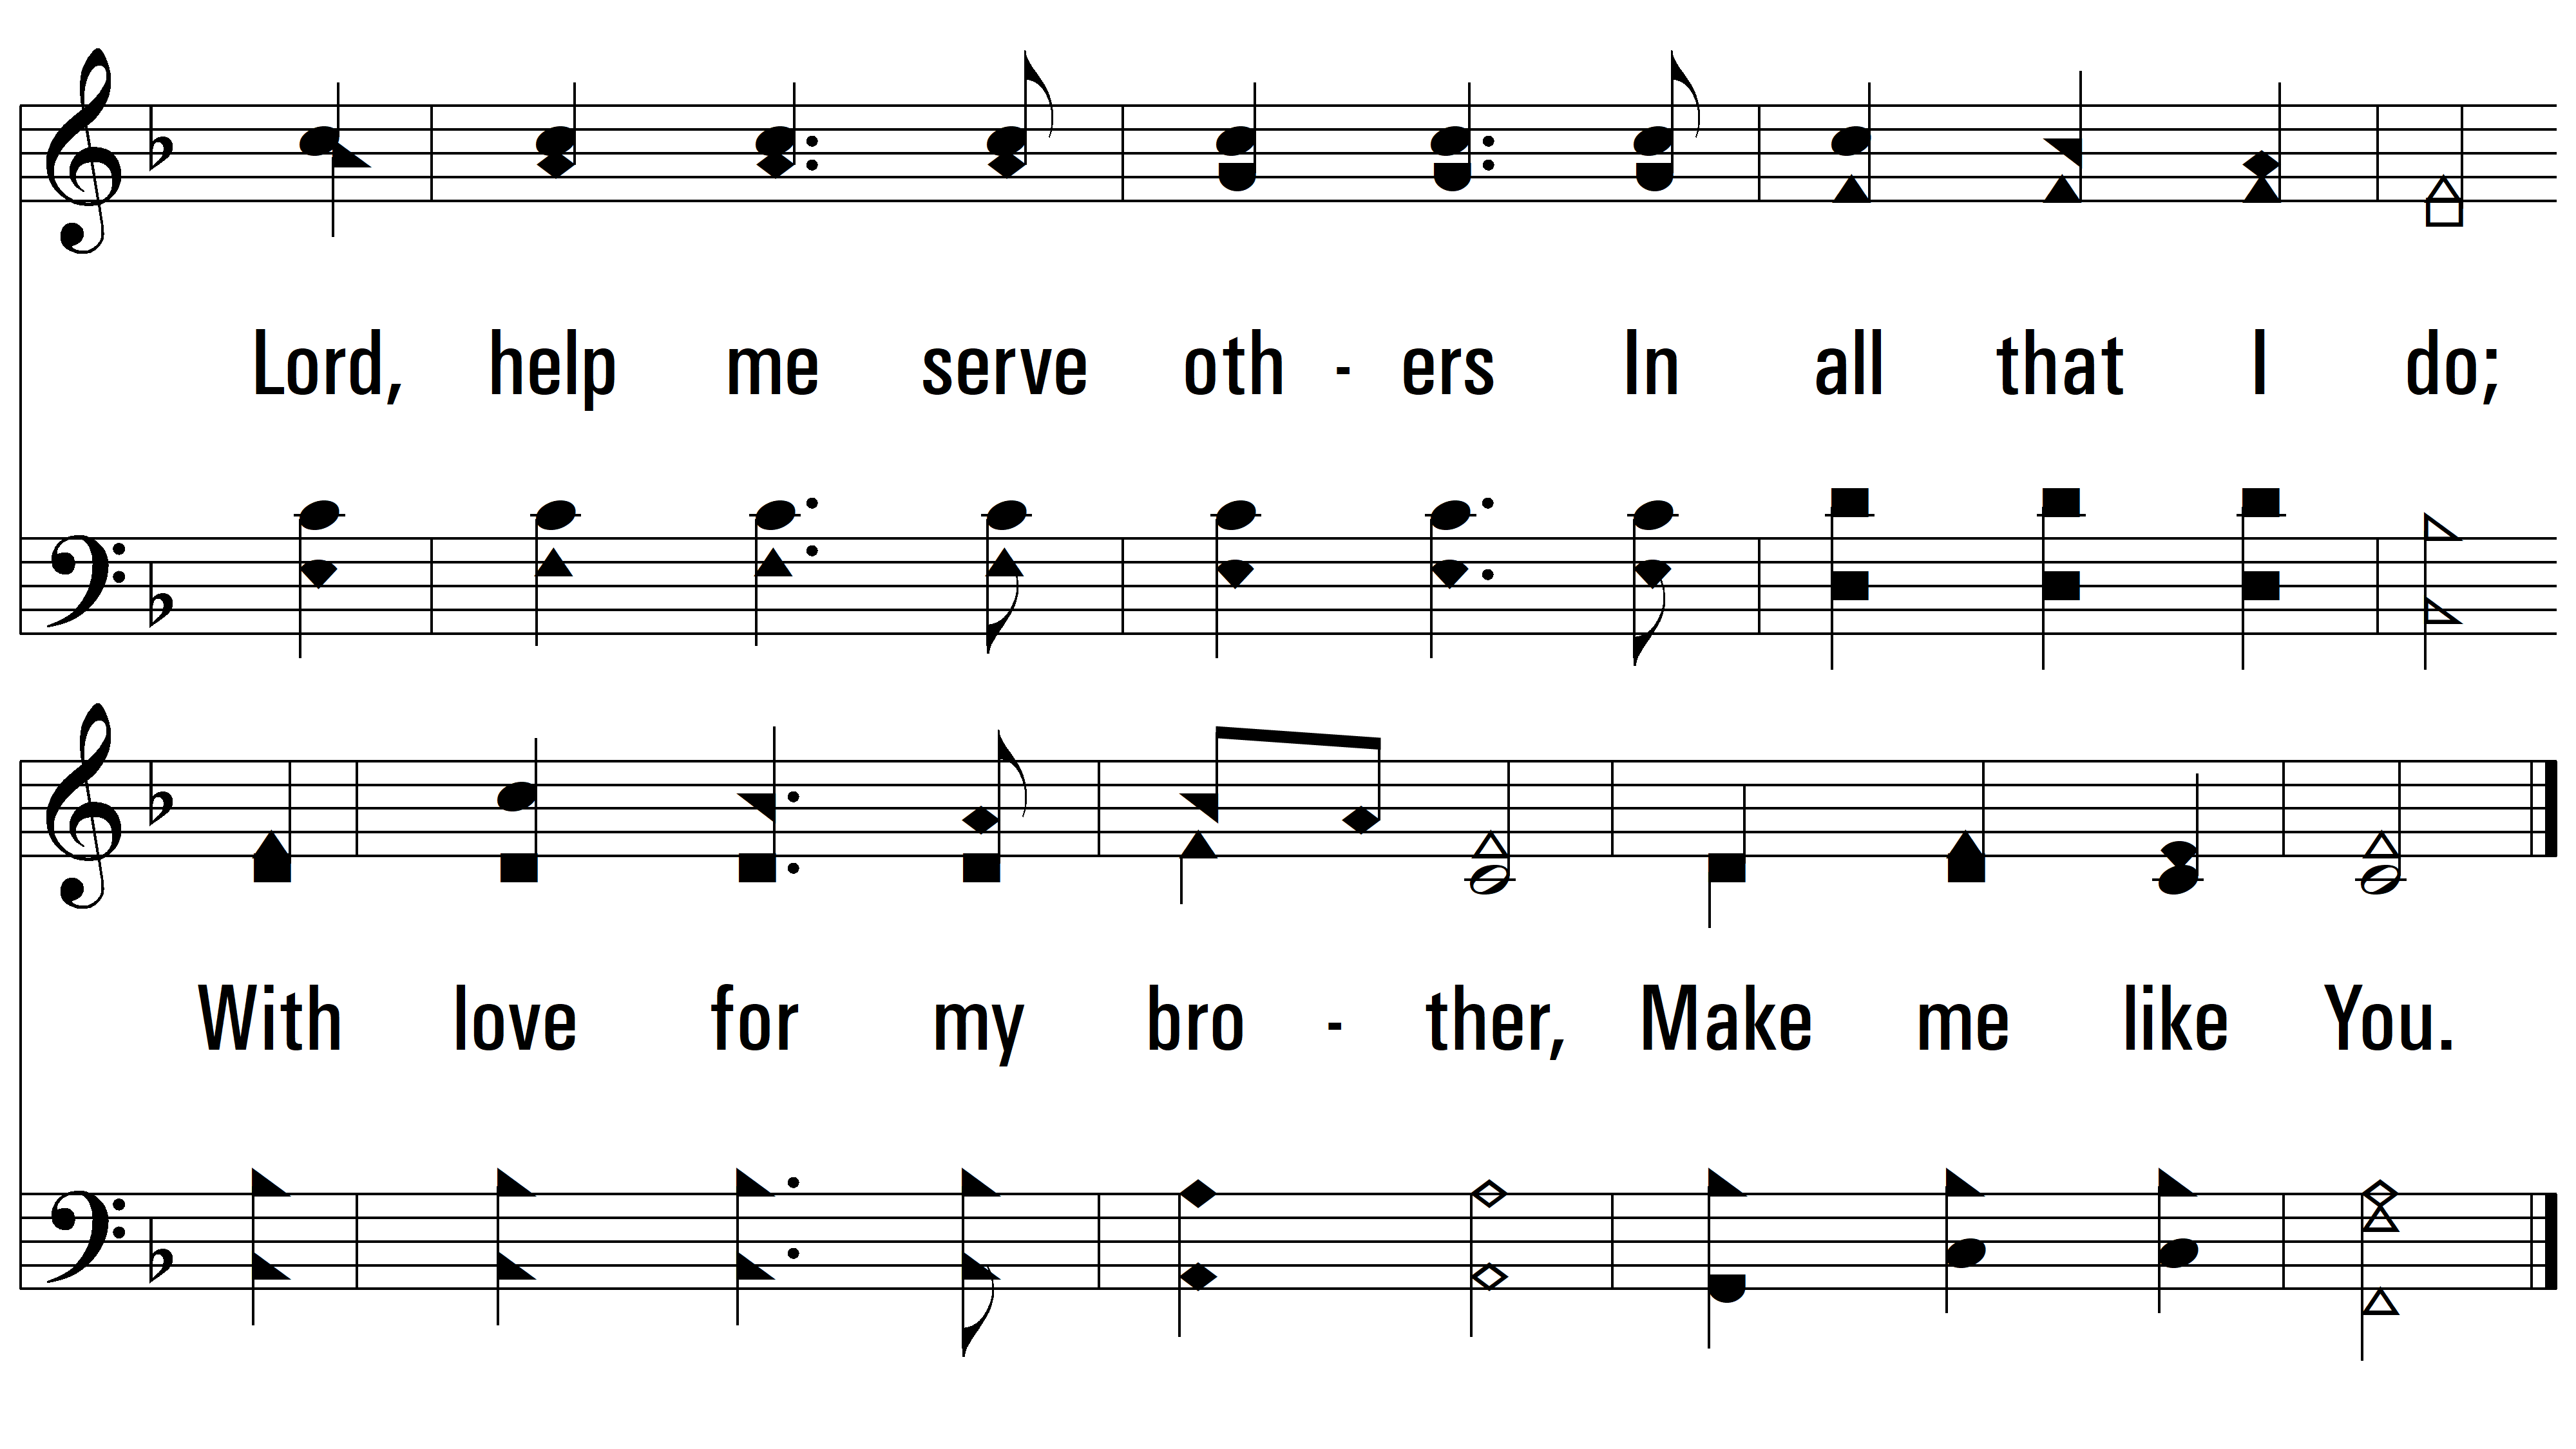 Lord, help me serve oth - ers In all that I do;
With love for my bro - ther, Make me like You.